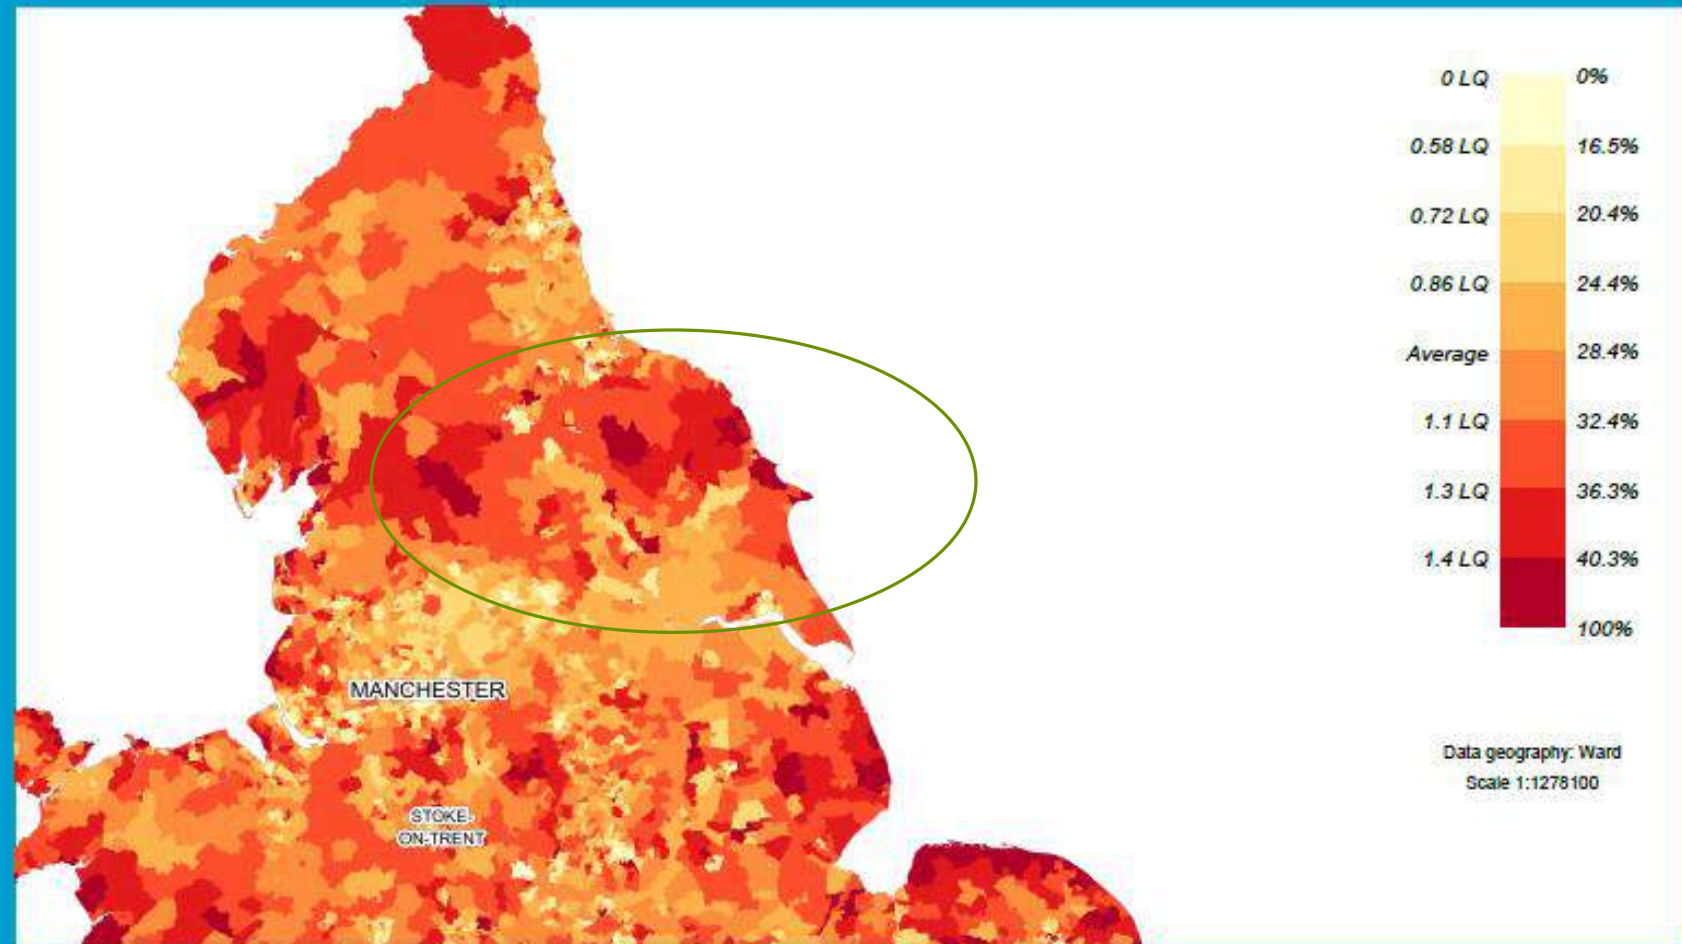 MANCHESTER
STOKE-
ON-TRENT
0 LQ 0%
0.58 LQ 16.5%
0.72 LQ 20.4%
0.86 LQ 24.4%
Average 28.4%
1.1 LQ 32.4%
1.3 LQ 36.3%
1.4 LQ 40.3%
100%
Data geography: Ward
Scale 1:1278100